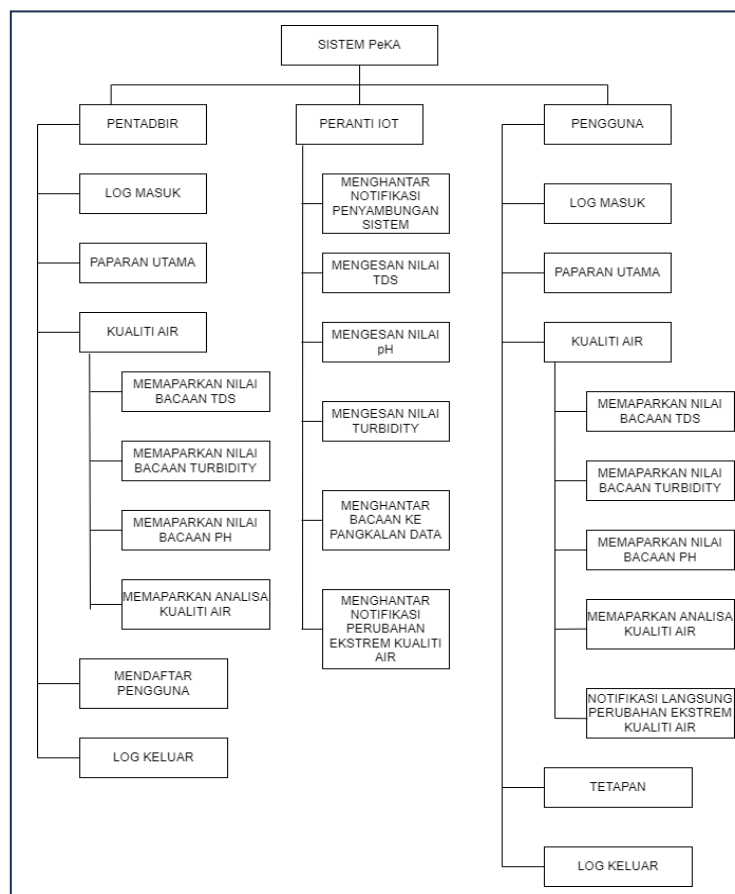 SISTEM PeKA
PENTADBIR
LOG MASUK
PAPARAN UTAMA
KUALITI AIR
MEMAPARKAN NILAI
BACAAN TDS
MEMAPARKAN NILAI
BACAAN TURBIDITY
MEMAPARKAN NILAI
BACAAN PH
MEMAPARKAN ANALISA
KUALITI AIR
MENDAFTAR
PENGGUNA
LOG KELUAR
PERANTI IOT
MENGHANTAR
NOTIFIKASI
PENYAMBUNGAN
SISTEM
MENGESAN NILAI
TDS
MENGESAN NILAI
pH
MENGESAN NILAI
TURBIDITY
MENGHANTAR
BACAAN KE
PANGKALAN DATA
MENGHANTAR
NOTIFIKASI
PERUBAHAN
EKSTREM KUALITI
AIR
PENGGUNA
LOG MASUK
PAPARAN UTAMA
KUALITI AIR
MEMAPARKAN NILAI
BACAAN TDS
MEMAPARKAN NILAI
BACAAN TURBIDITY
MEMAPARKAN NILAI
BACAAN PH
MEMAPARKAN ANALISA
KUALITI AIR
NOTIFIKASI LANGSUNG
PERUBAHAN EKSTREM
KUALITI AIR
TETAPAN
LOG KELUAR